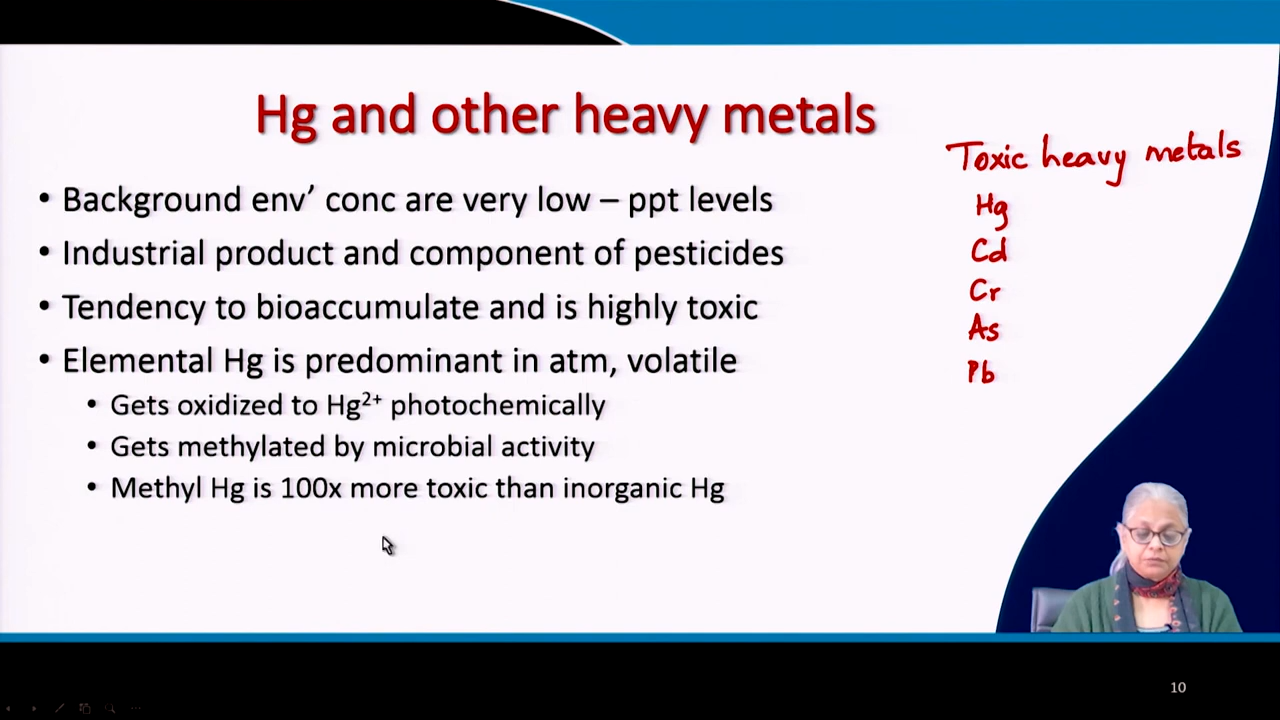 Hg and other heavy metals
• Background env’ conc are very low – ppt levels
• Industrial product and component of pesticides
• Tendency to bioaccumulate and is highly toxic
• Elemental Hg is predominant in atm, volatile
• Gets oxidized to Hg²⁺ photochemically
• Gets methylated by microbial activity
• Methyl Hg is 100x more toxic than inorganic Hg
Toxic heavy metals
Hg
Cd
Cr
As
Pb
10